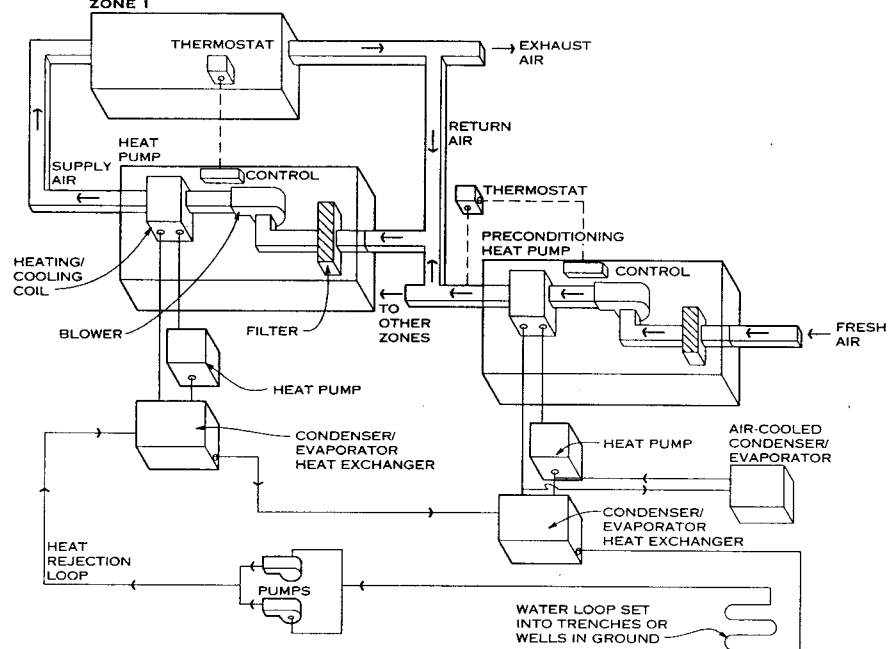 ZONE 1
THERMOSTAT
EXHAUST
AIR
RETURN
AIR
HEAT
PUMP
SUPPLY
AIR
CONTROL
THERMOSTAT
PRECONDITIONING
HEAT PUMP
CONTROL
HEATING/
COOLING
COIL
BLOWER
FILTER
TO
OTHER
ZONES
FRESH
AIR
HEAT PUMP
CONDENSER/
EVAPORATOR
HEAT EXCHANGER
HEAT PUMP
AIR-COOLED
CONDENSER/
EVAPORATOR
CONDENSER/
EVAPORATOR
HEAT EXCHANGER
HEAT
REJECTION
LOOP
PUMPS
WATER LOOP SET
INTO TRENCHES OR
WELLS IN GROUND